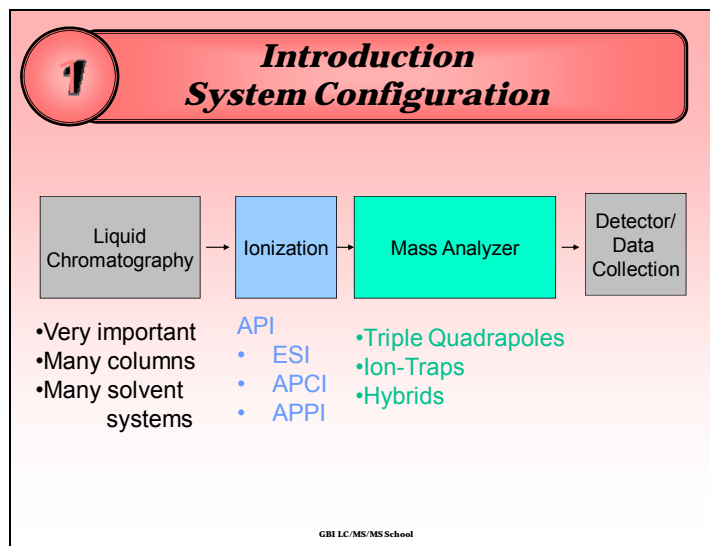 1
Introduction
System Configuration
Liquid
Chromatography
Ionization
Mass Analyzer
Detector/
Data
Collection
•Very important
•Many columns
•Many solvent
systems
API
• ESI
• APCI
• APPI
•Triple Quadrapoles
•Ion-Traps
•Hybrids
GBI LC/MS/MS School